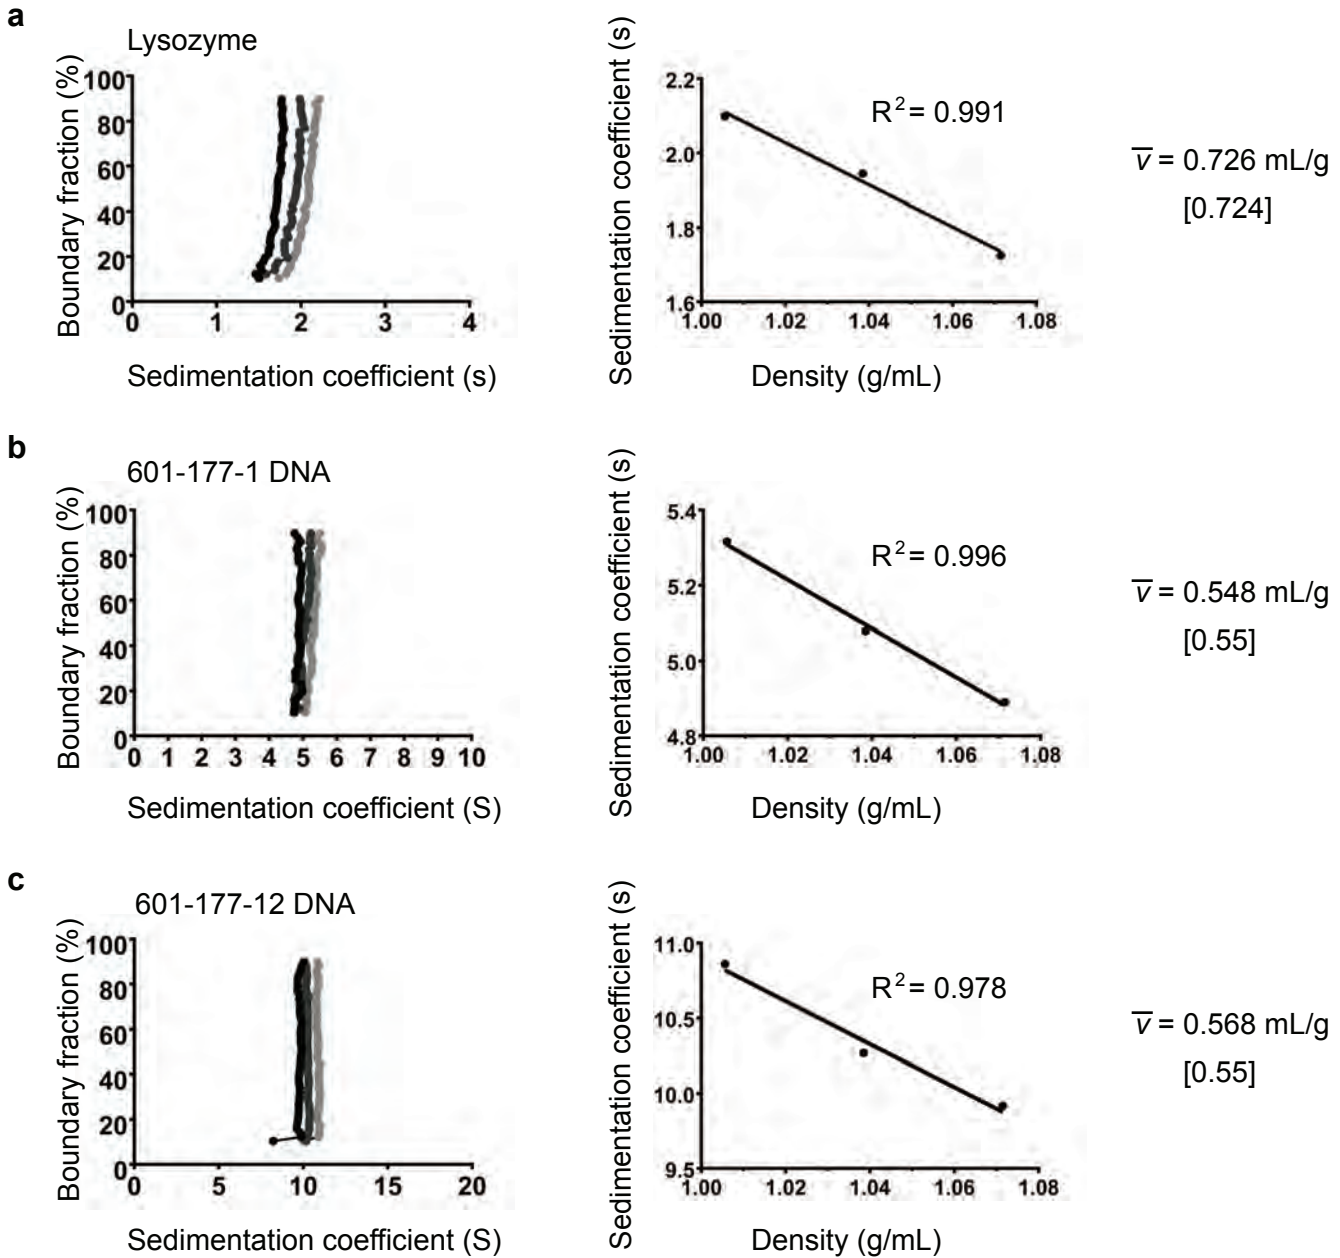 a
Lysozyme
Boundary fraction (%)
100
80
60
40
20
0
0 1 2 3 4
Sedimentation coefficient (s)
Sedimentation coefficient (s)
2.2
2.0
1.8
1.6
1.00 1.02 1.04 1.06 1.08
Density (g/mL)
R² = 0.991
v̅ = 0.726 mL/g
[0.724]
b
601-177-1 DNA
Boundary fraction (%)
100
80
60
40
20
0
0 1 2 3 4 5 6 7 8 9 10
Sedimentation coefficient (S)
Sedimentation coefficient (s)
5.4
5.2
5.0
4.8
1.00 1.02 1.04 1.06 1.08
Density (g/mL)
R² = 0.996
v̅ = 0.548 mL/g
[0.55]
c
601-177-12 DNA
Boundary fraction (%)
100
80
60
40
20
0
0 5 10 15 20
Sedimentation coefficient (S)
Sedimentation coefficient (s)
11.0
10.5
10.0
9.5
1.00 1.02 1.04 1.06 1.08
Density (g/mL)
R² = 0.978
v̅ = 0.568 mL/g
[0.55]